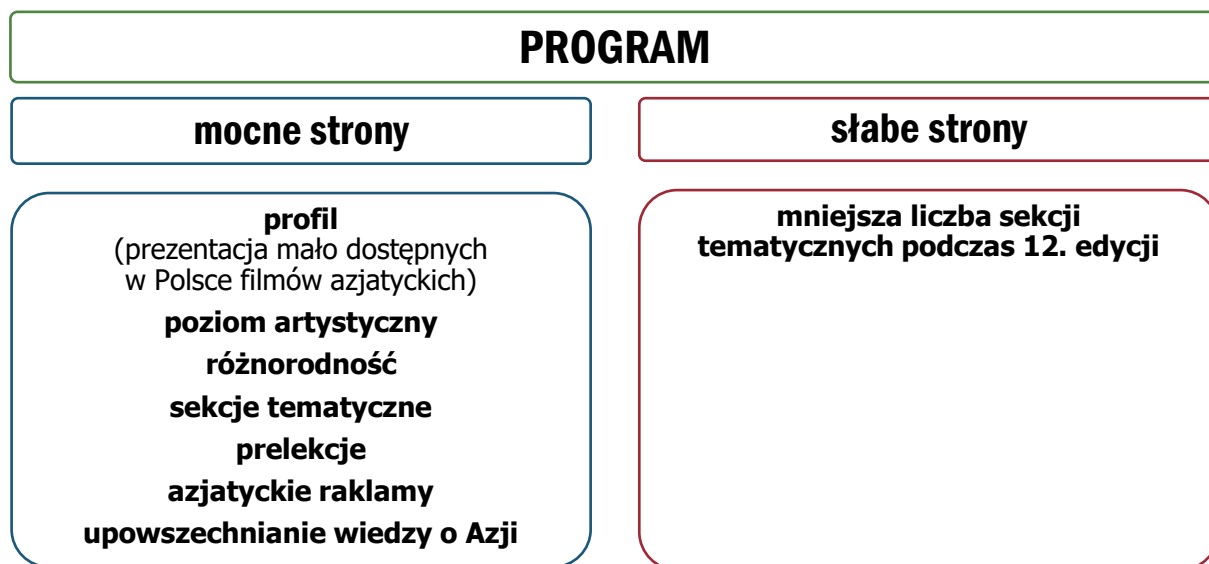 PROGRAM
mocne strony
słabe strony
profil
(prezentacja mało dostępnych
w Polsce filmów azjatyckich)
poziom artystyczny
różnorodność
sekcje tematyczne
prelekcje
azjatyckie raklamy
upowszechnianie wiedzy o Azji
mniejsza liczba sekcji
tematycznych podczas 12. edycji